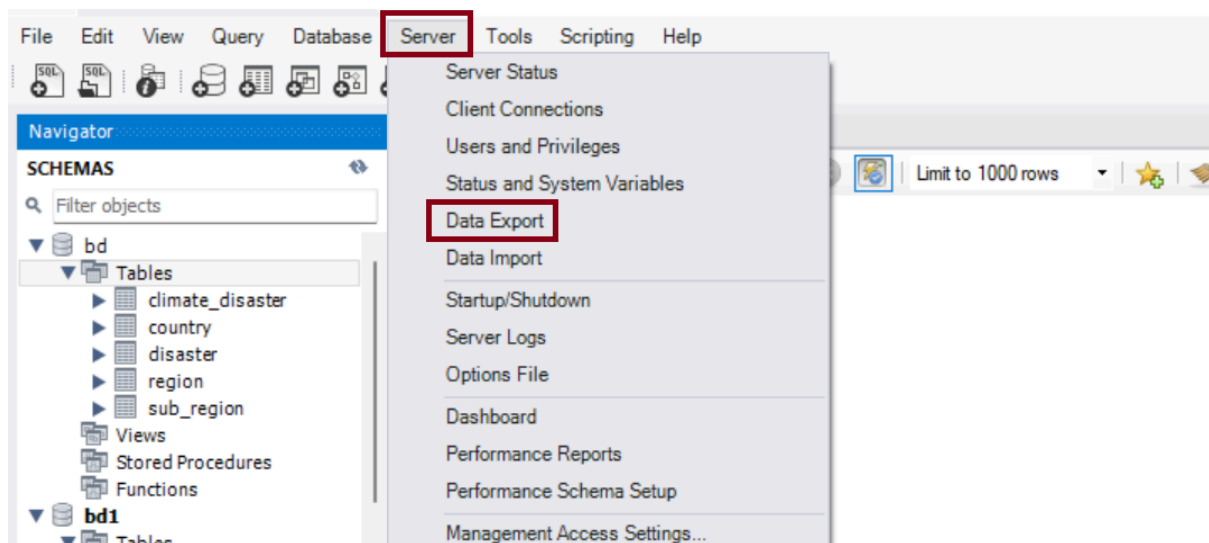 File Edit View Query Database Server Tools Scripting Help
SQL SQL
Navigator
SCHEMAS
Filter objects
bd
Tables
climate_disaster
country
disaster
region
sub_region
Views
Stored Procedures
Functions
bd1
Tables
Server Status
Client Connections
Users and Privileges
Status and System Variables
Data Export
Data Import
Startup/Shutdown
Server Logs
Options File
Dashboard
Performance Reports
Performance Schema Setup
Management Access Settings...
Limit to 1000 rows